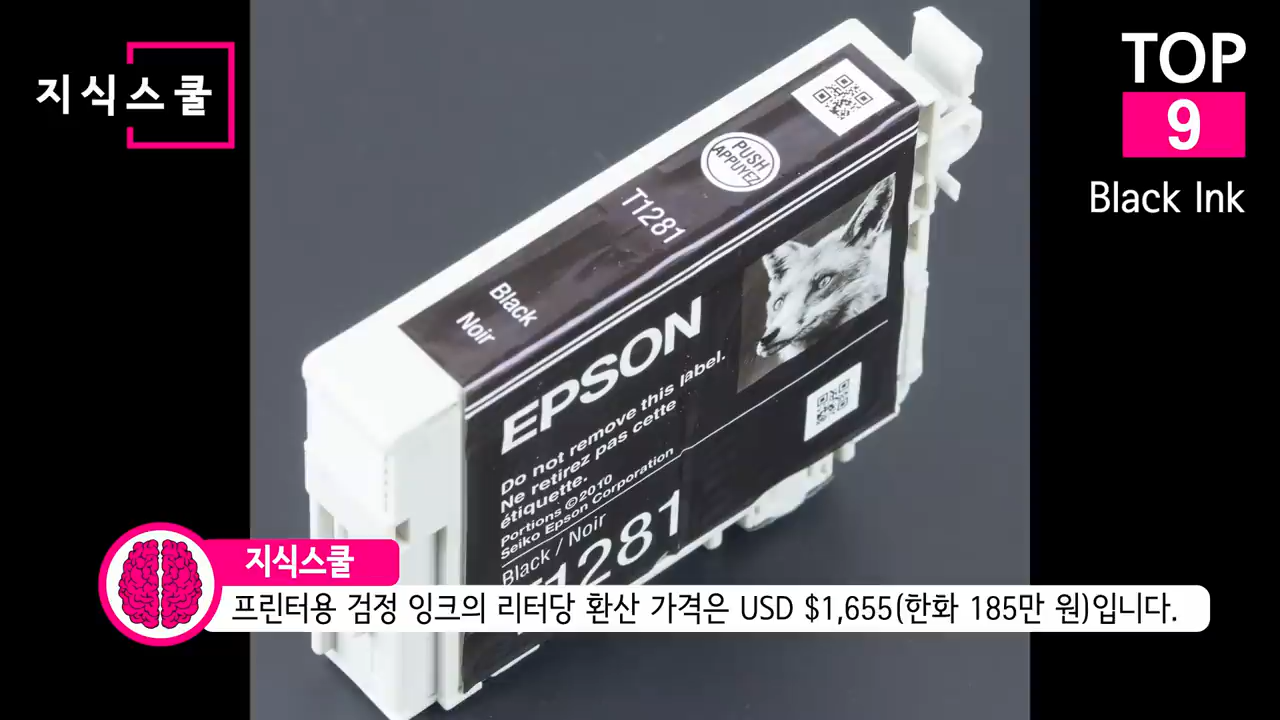 지식스쿨
TOP
9
Black Ink
PUSH
APPUYEZ
T1281
Black
Noir
EPSON
Do not remove this label.
Ne retirez pas cette
étiquette.
Portions ©2010
Seiko Epson Corporation
Black / Noir
T1281
지식스쿨
프린터용 검정 잉크의 리터당 환산 가격은 USD $1,655(한화 185만 원)입니다.